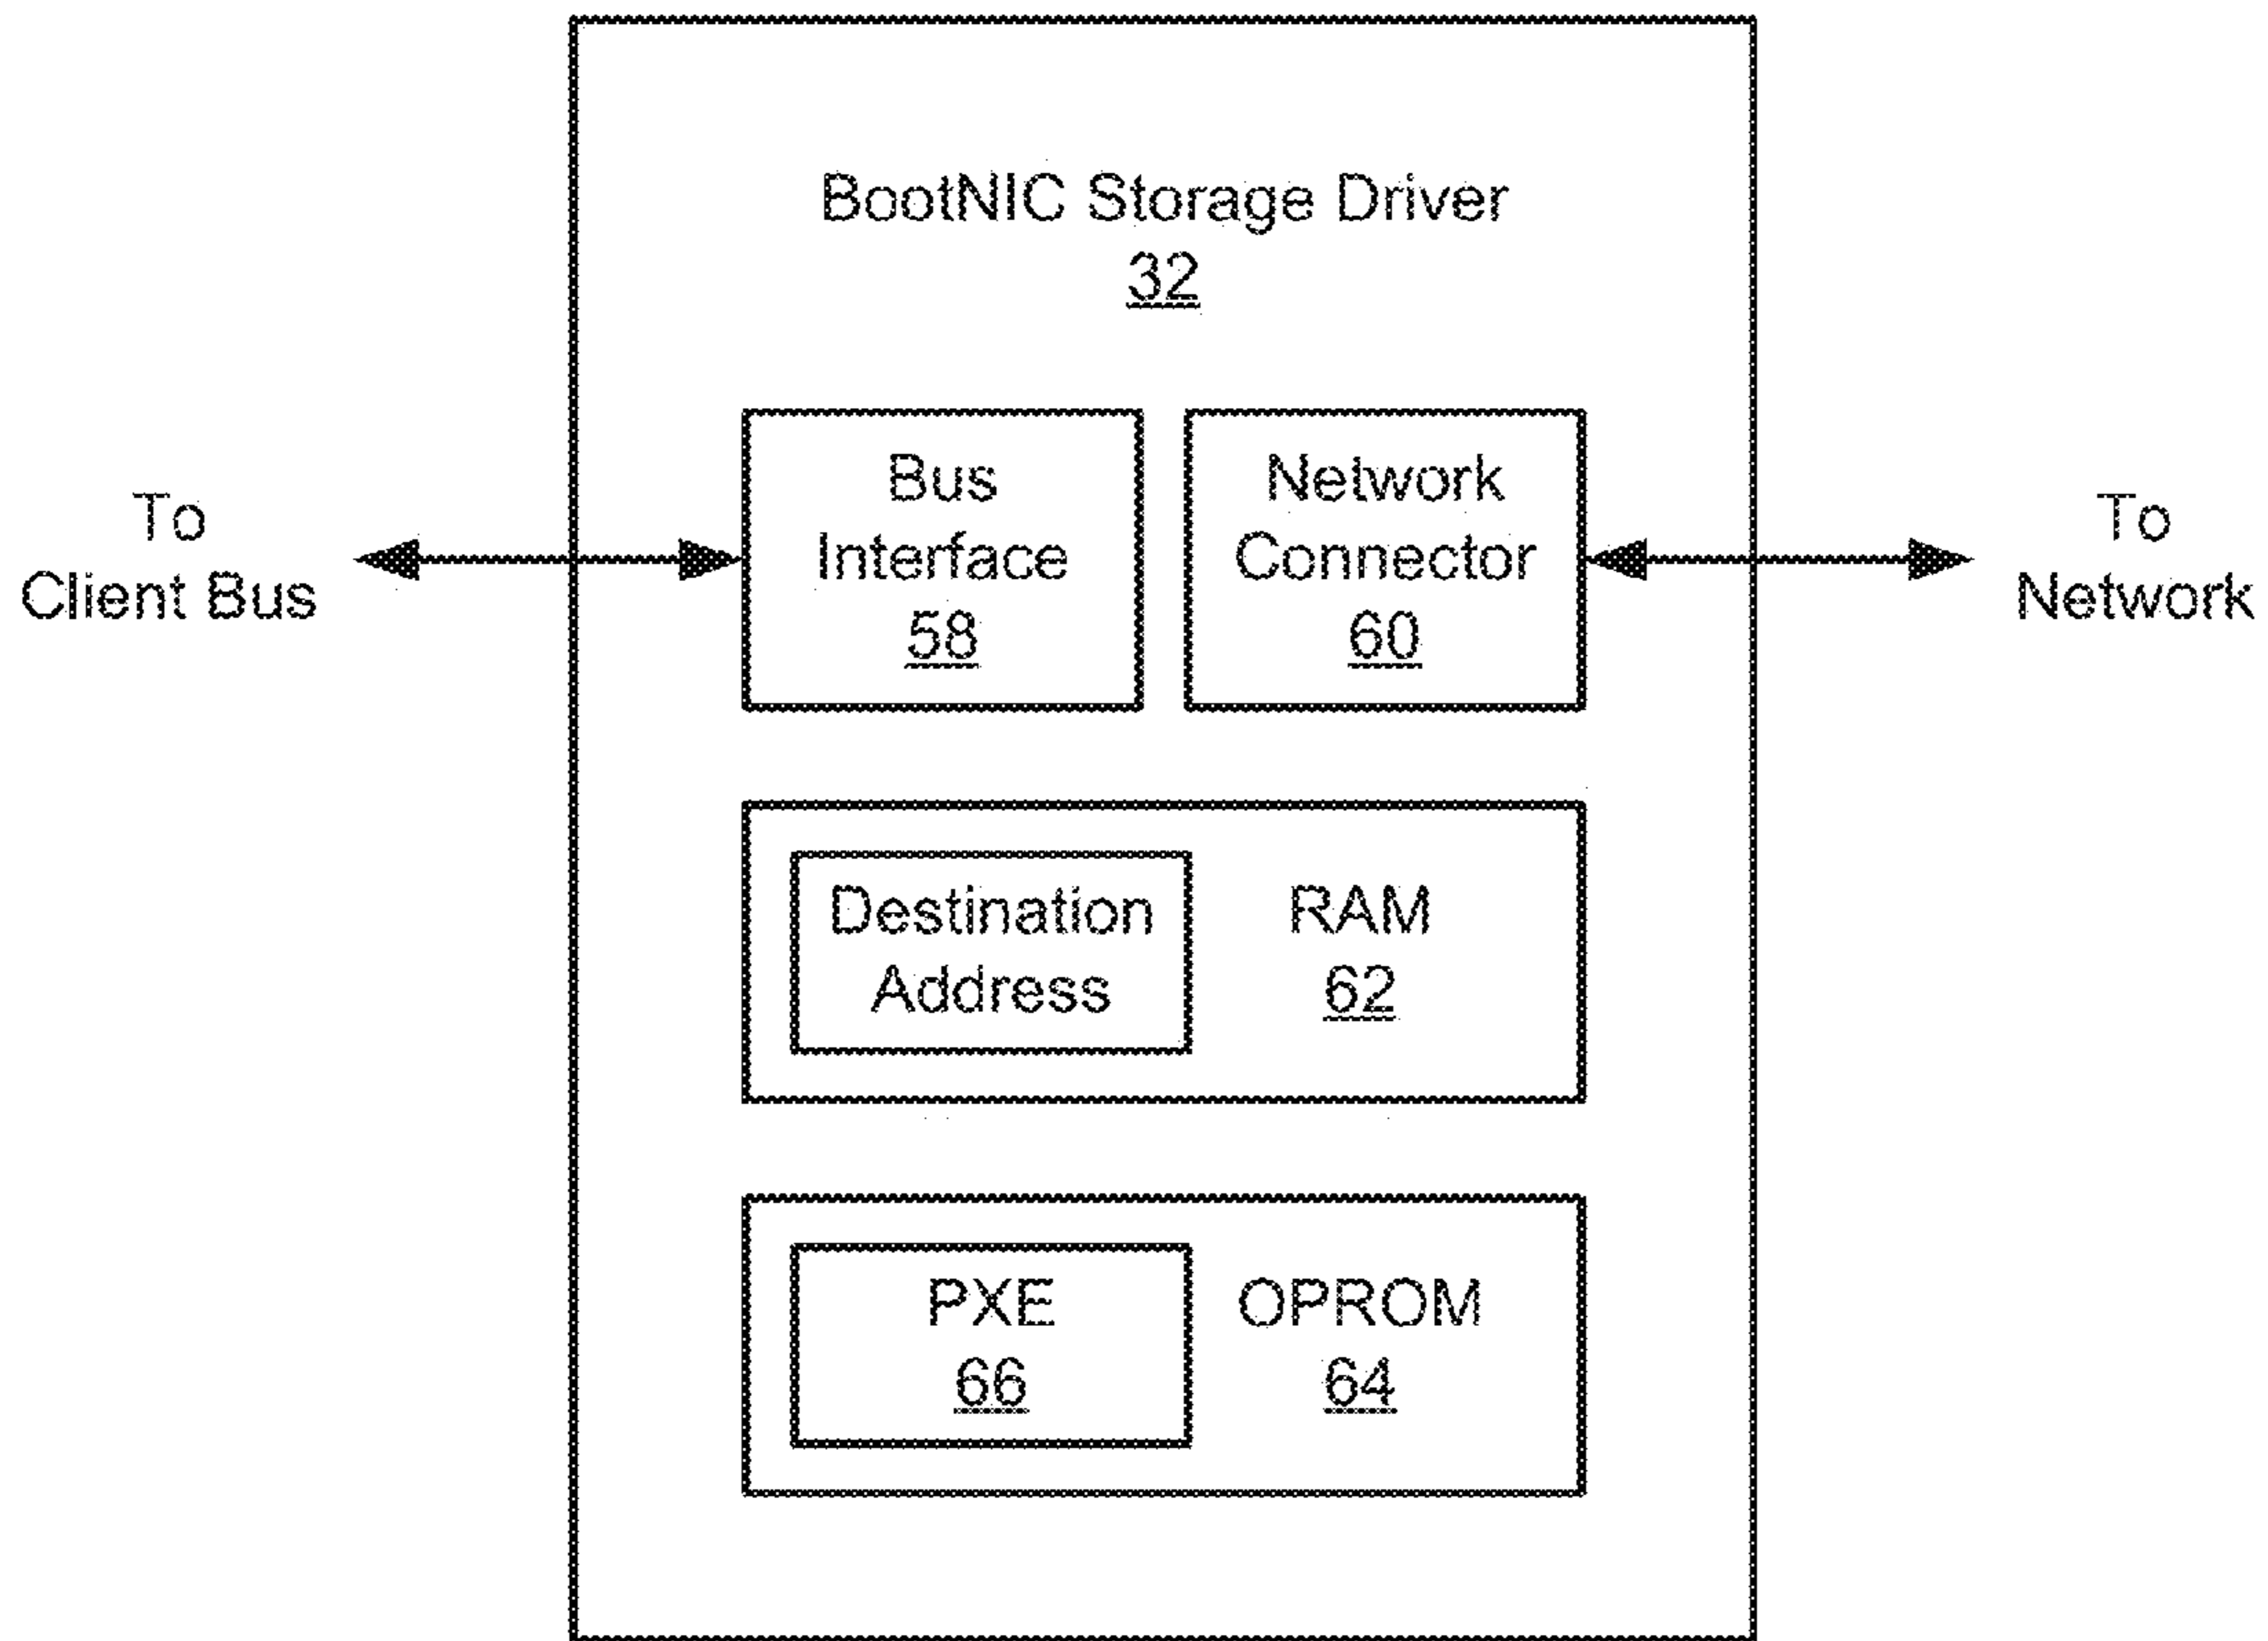 BootNIC Storage Driver
32
To
Client Bus
Bus
Interface
58
Network
Connector
60
To
Network
Destination
Address
RAM
62
PXE
66
OPROM
64